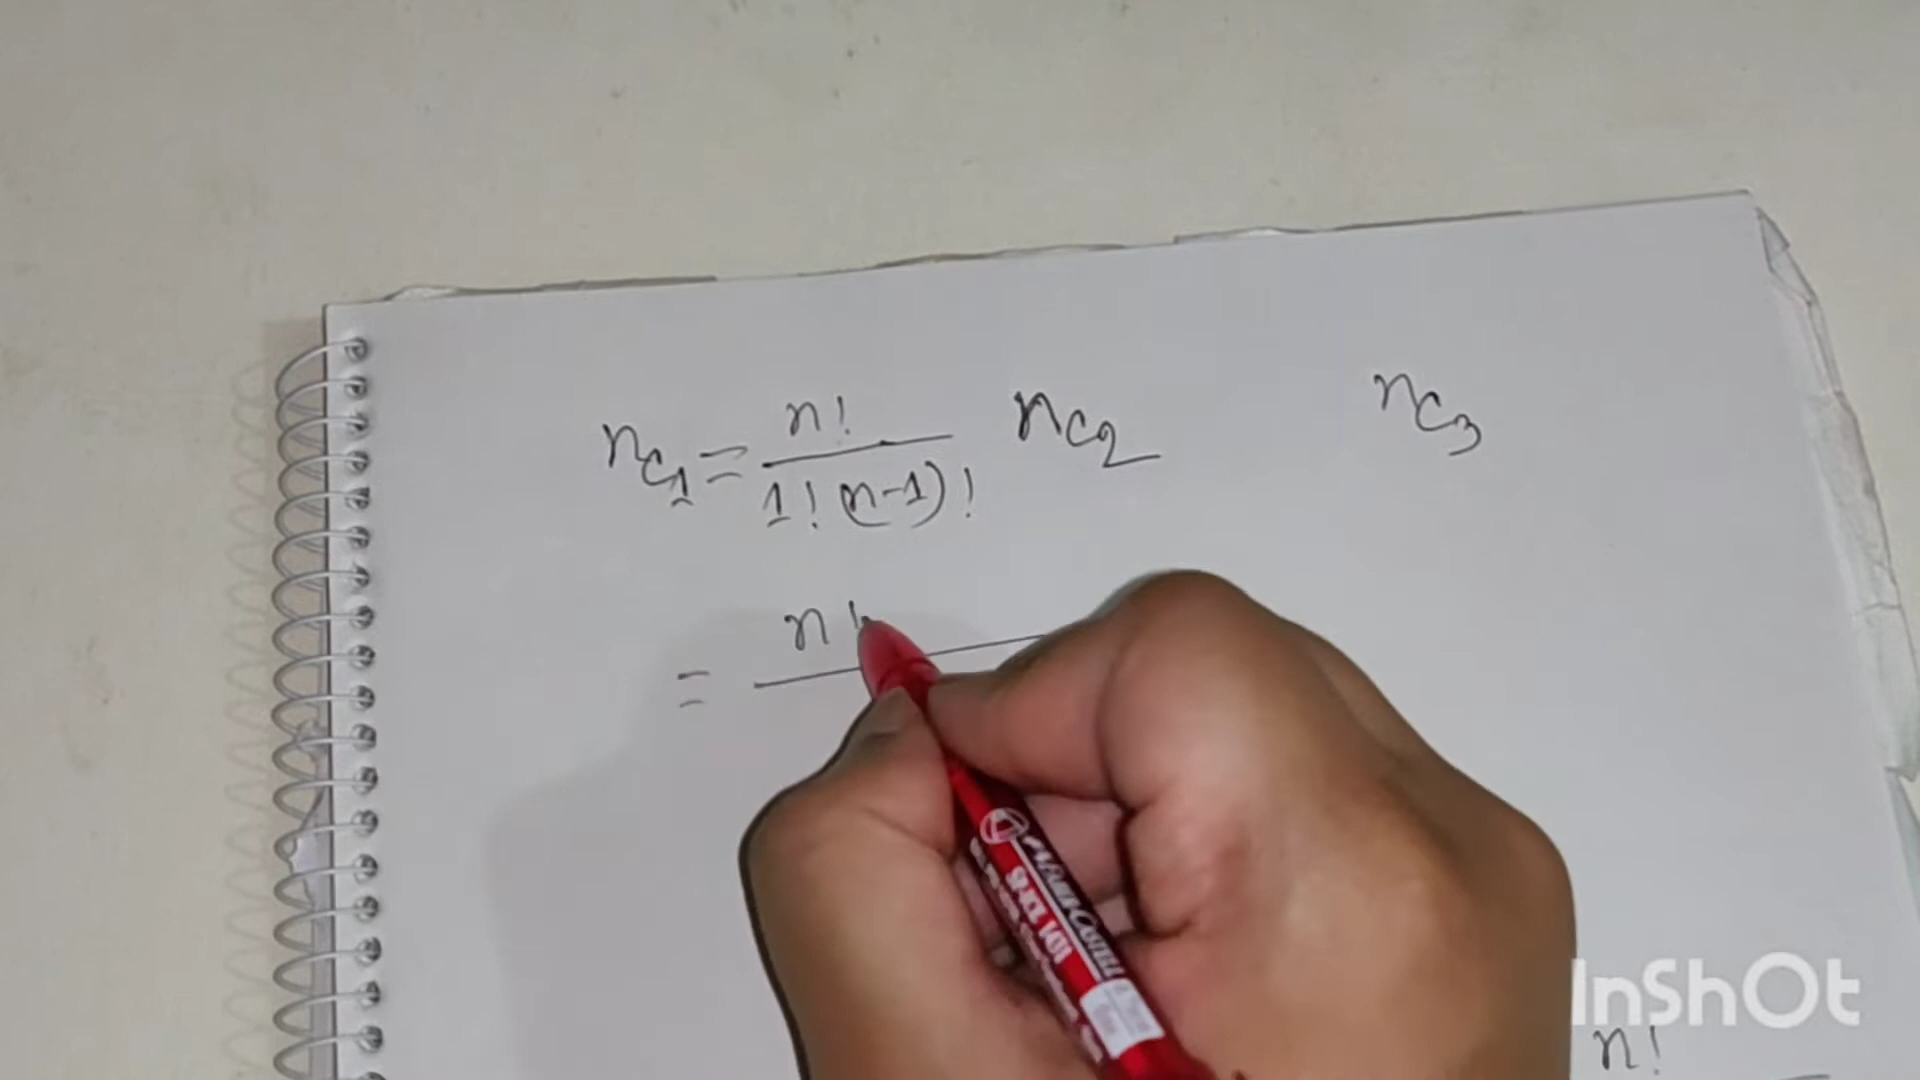 nC1 = n! / 1!(n-1)! nC2 nC3
= n!
InShOt
n!